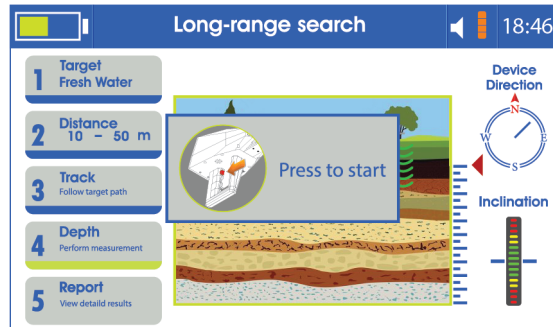 Long-range search
18:46
1 Target
Fresh Water
2 Distance
10 - 50 m
3 Track
Follow target path
4 Depth
Perform measurement
5 Report
View detaild results
Press to start
Device
Direction
N
W
E
S
Inclination